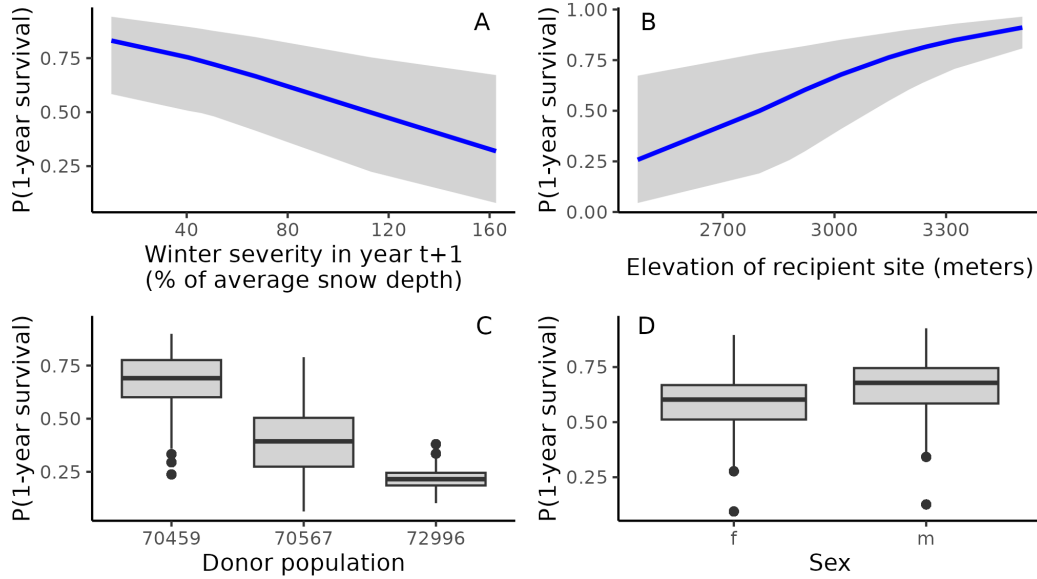 A
P(1-year survival)
0.75
0.50
0.25
40 80 120 160
Winter severity in year t+1
(% of average snow depth)
B
P(1-year survival)
1.00
0.75
0.50
0.25
0.00
2700 3000 3300
Elevation of recipient site (meters)
C
P(1-year survival)
0.75
0.50
0.25
70459 70567 72996
Donor population
D
P(1-year survival)
0.75
0.50
0.25
f m
Sex